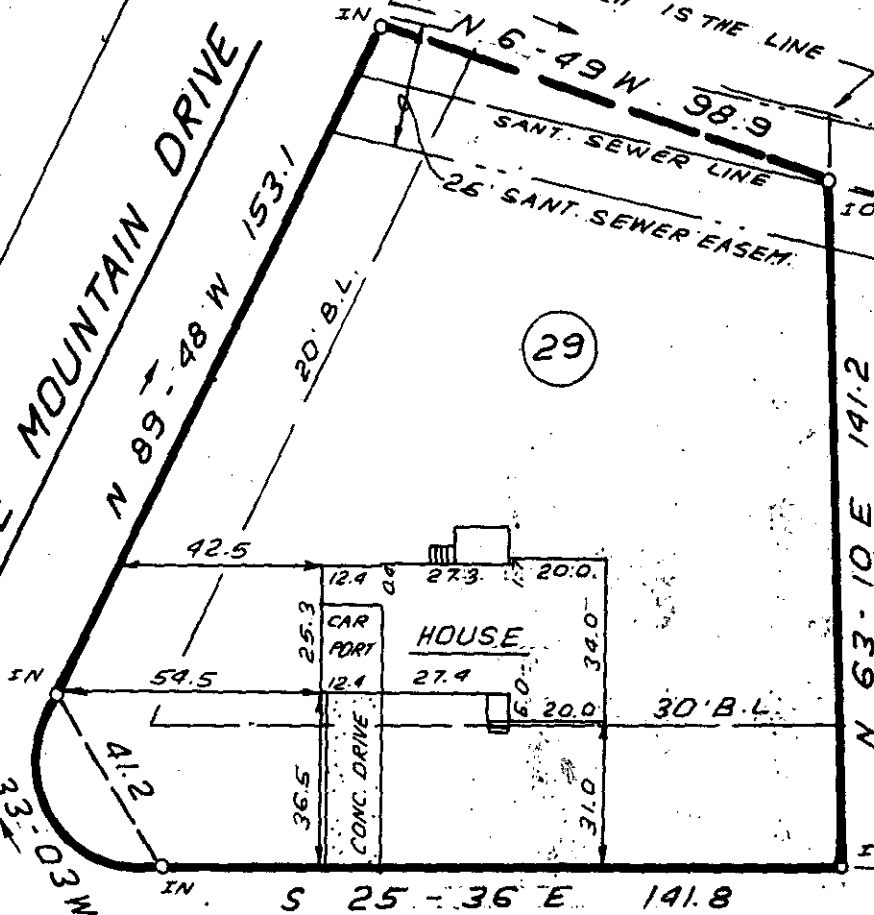 IN
IS THE LINE
N 6-49 W 98.9
SANT. SEWER LINE
26' SANT. SEWER EASEM.
IO
MOUNTAIN DRIVE
N 89-48 W 153.1
20' B.L.
29
N 63-10 E 141.2
42.5
12.4
0.4
27.3
20.0
25.3
CAR
PORT
HOUSE
34.0
IN
54.5
12.4
27.4
6.0
20.0
30' B.L.
41.2
36.5
CONC. DRIVE
31.0
33-03 W
IN
S 25-36 E 141.8